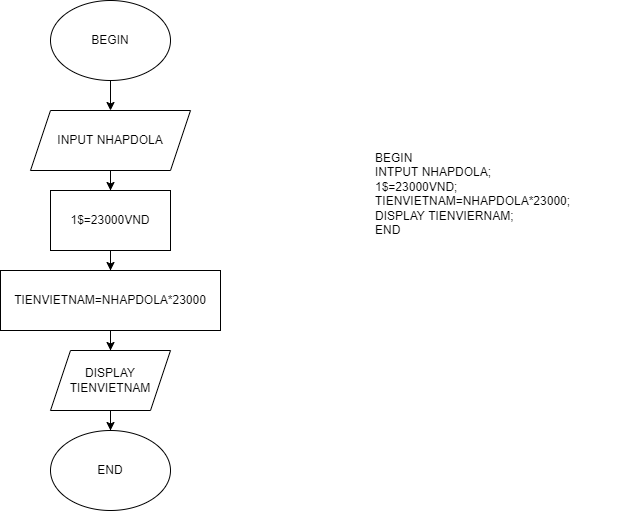 BEGIN
INPUT NHAPDOLA
1$=23000VND
TIENVIETNAM=NHAPDOLA*23000
DISPLAY
TIENVIETNAM
END
BEGIN
INTPUT NHAPDOLA;
1$=23000VND;
TIENVIETNAM=NHAPDOLA*23000;
DISPLAY TIENVIERNAM;
END